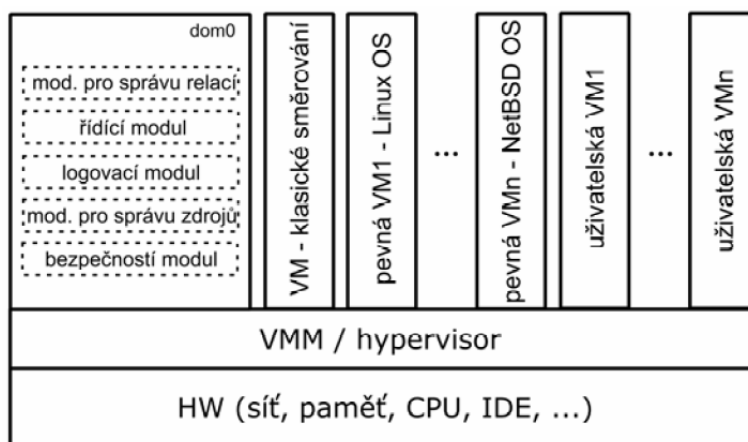 dom0
mod. pro správu relací
řídící modul
logovací modul
mod. pro správu zdrojů
bezpečností modul
VM - klasické směrování
pevná VM1 - Linux OS
...
pevná VMn - NetBSD OS
uživatelská VM1
...
uživatelská VMn
VMM / hypervisor
HW (síť, paměť, CPU, IDE, ...)